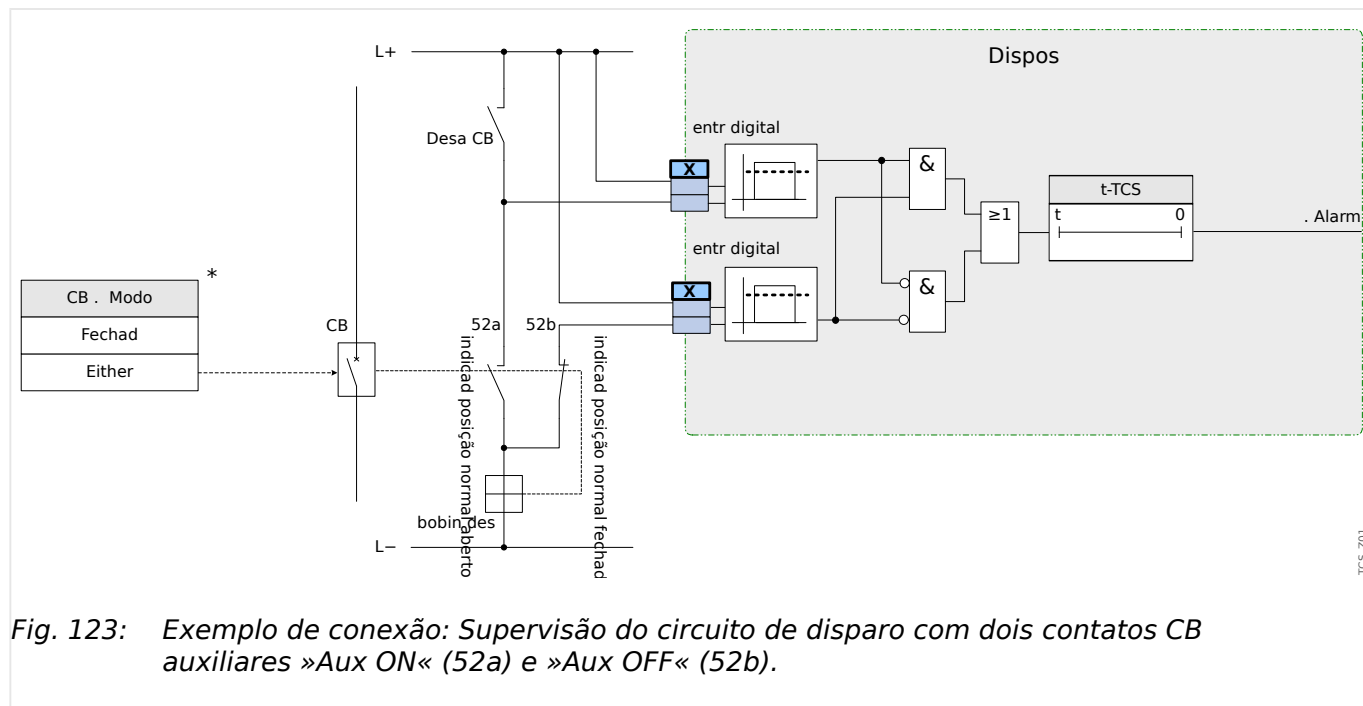 L+
Dispos
Desa CB
entr digital
X
&
t-TCS
t 0
≥1
. Alarm
entr digital
X
&
*
CB . Modo
Fechad
Either
CB
52a
52b
indicad posição normal aberto
indicad posição normal fechad
bobin des
L−
Fig. 123: Exemplo de conexão: Supervisão do circuito de disparo com dois contatos CB
auxiliares »Aux ON« (52a) e »Aux OFF« (52b).